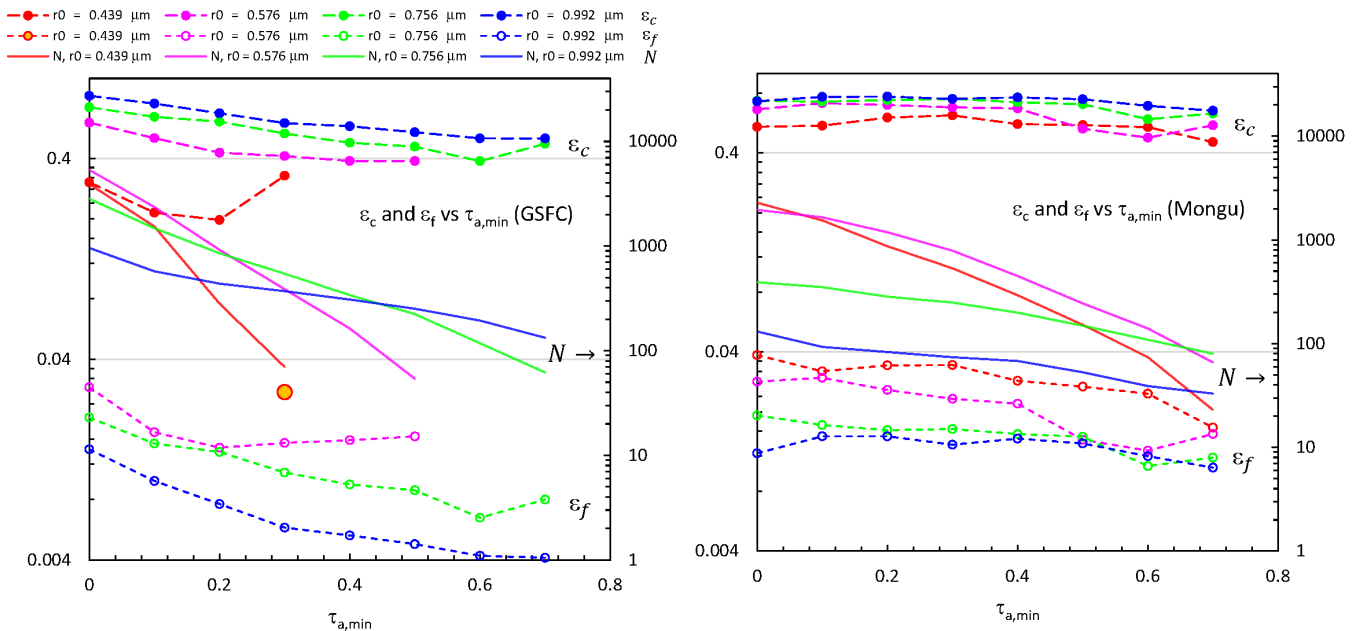 r0 = 0.439 μm r0 = 0.576 μm r0 = 0.756 μm r0 = 0.992 μm εc
r0 = 0.439 μm r0 = 0.576 μm r0 = 0.756 μm r0 = 0.992 μm εf
N, r0 = 0.439 μm N, r0 = 0.576 μm N, r0 = 0.756 μm N, r0 = 0.992 μm N
0.4
0.04
0.004
εc and εf vs τa,min (GSFC)
εc
N →
εf
10000
1000
100
10
1
0 0.2 0.4 0.6 0.8
τa,min
0.4
0.04
0.004
εc and εf vs τa,min (Mongu)
εc
N →
εf
10000
1000
100
10
1
0 0.2 0.4 0.6 0.8
τa,min